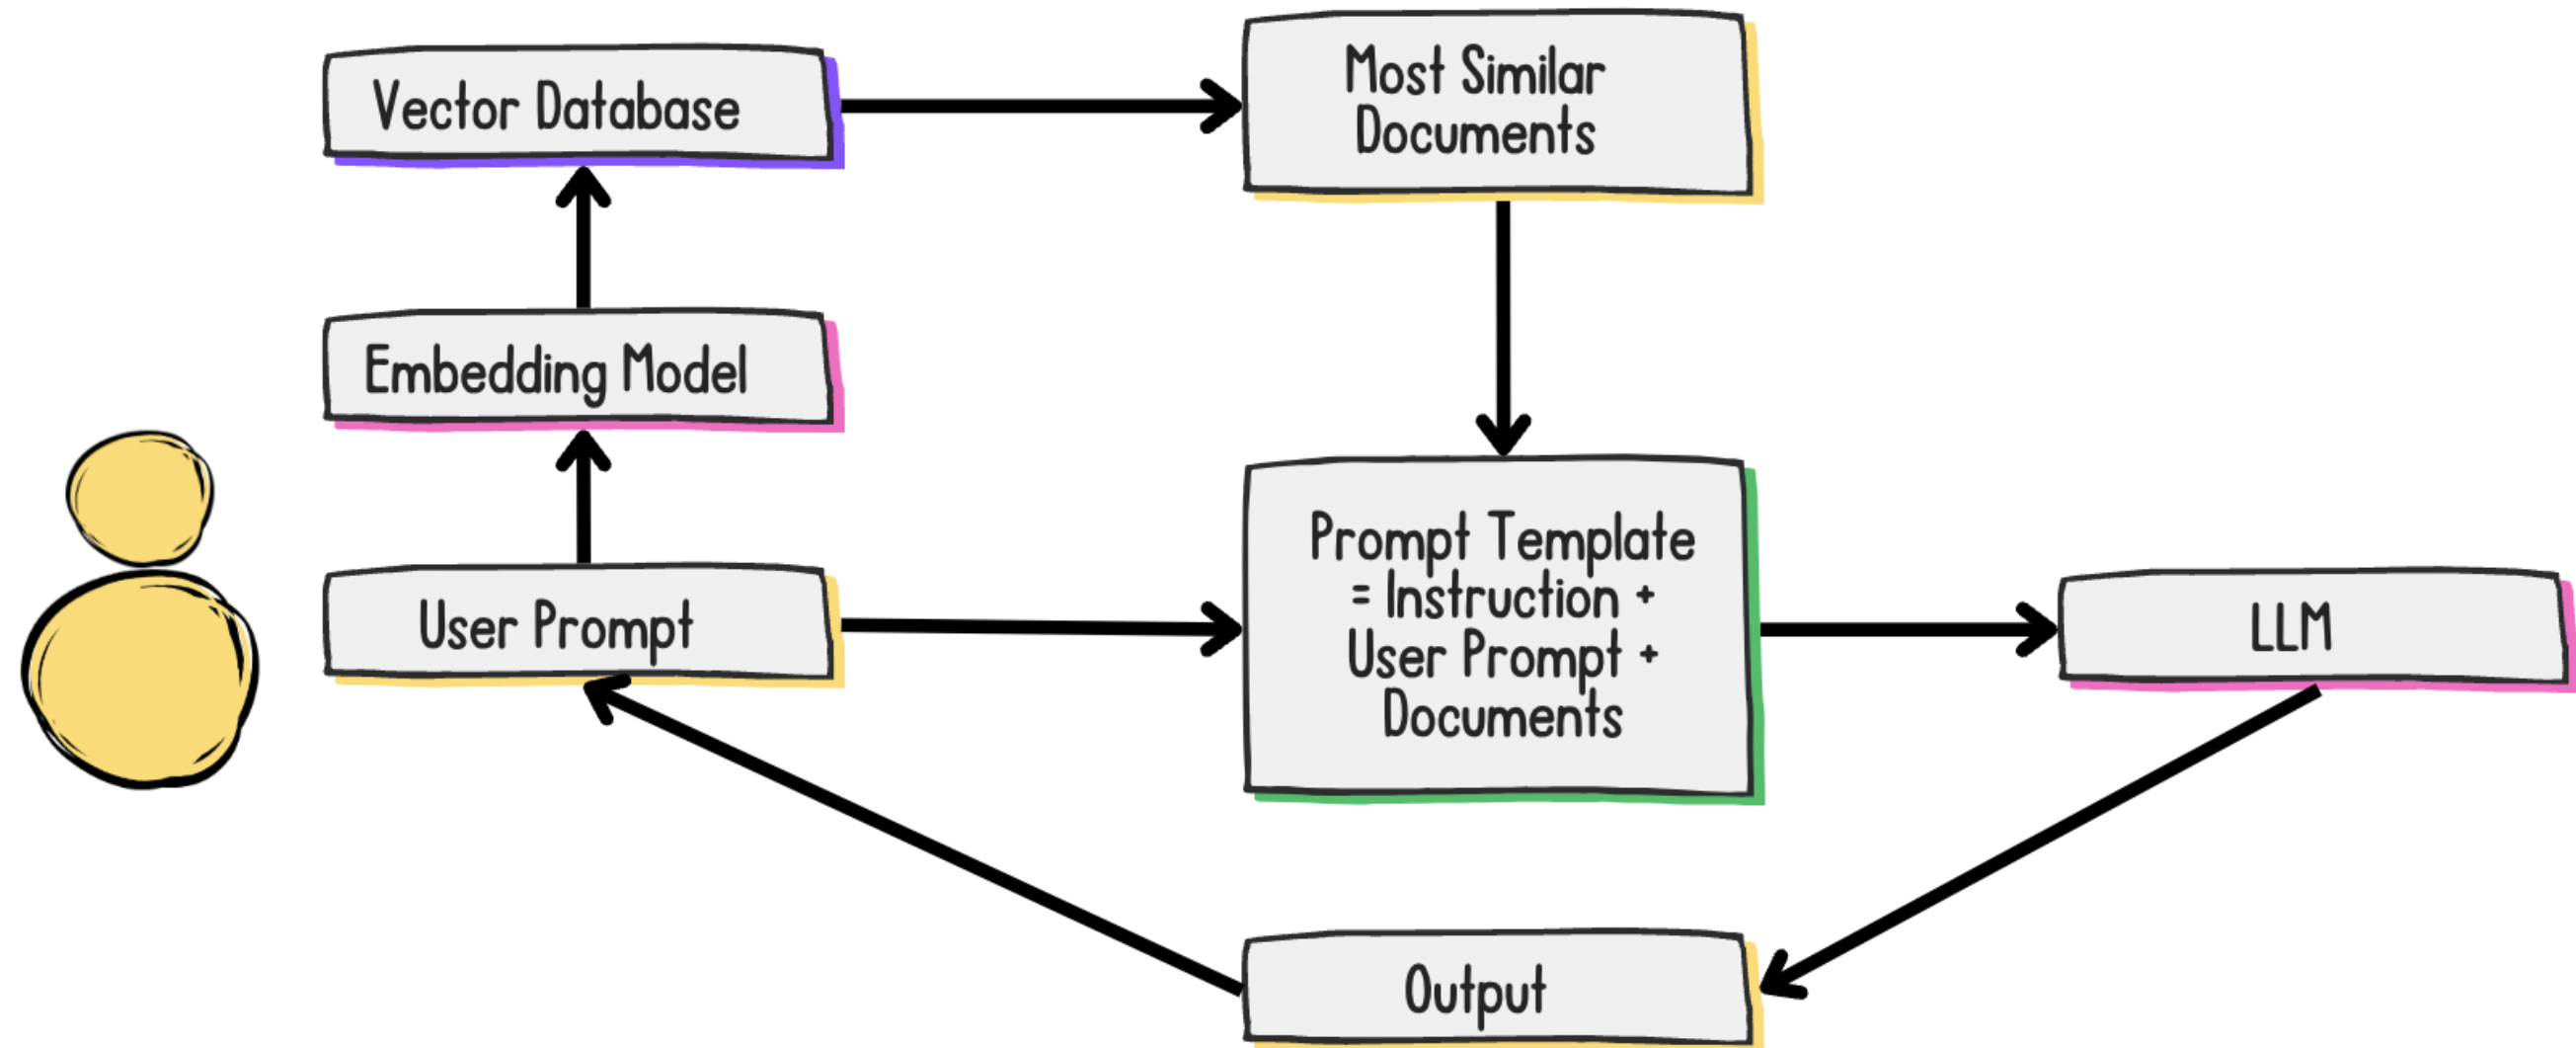 Vector Database
Most Similar
Documents
Embedding Model
User Prompt
Prompt Template
= Instruction +
User Prompt +
Documents
LLM
Output